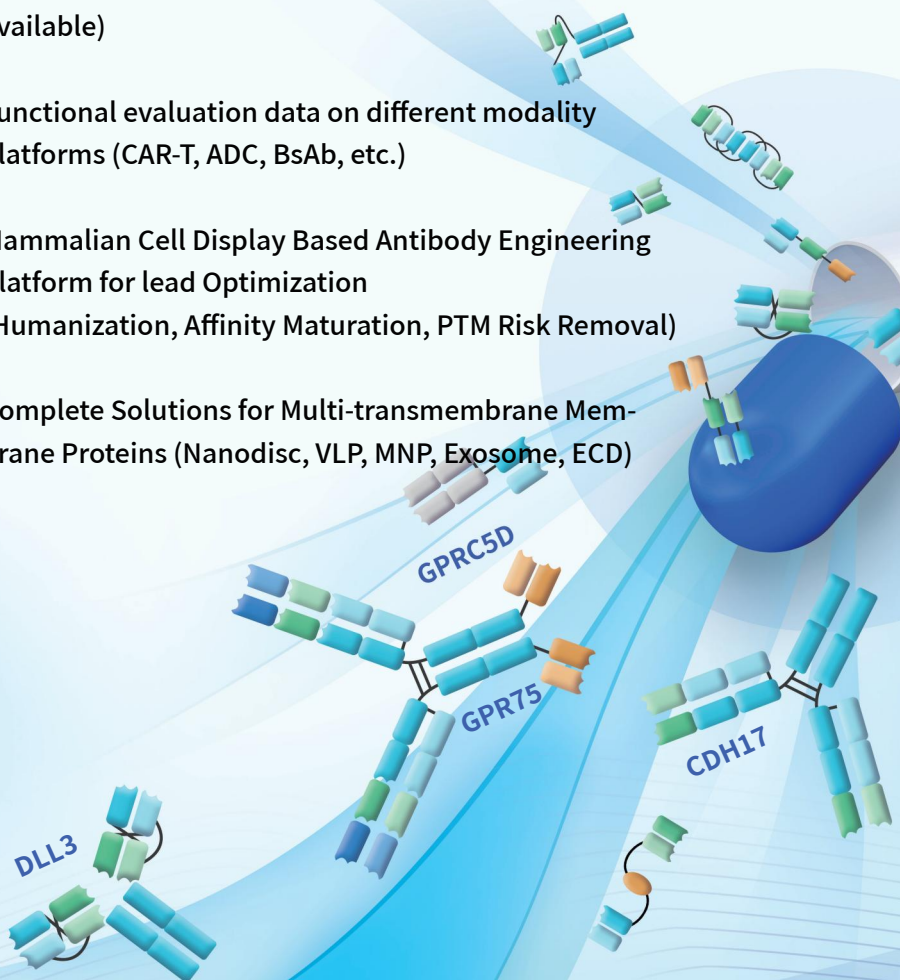 vailable)
unctional evaluation data on different modality
latforms (CAR-T, ADC, BsAb, etc.)
ammalian Cell Display Based Antibody Engineering
latform for lead Optimization
Humanization, Affinity Maturation, PTM Risk Removal)
omplete Solutions for Multi-transmembrane Mem-
rane Proteins (Nanodisc, VLP, MNP, Exosome, ECD)
GPRC5D
GPR75
CDH17
DLL3